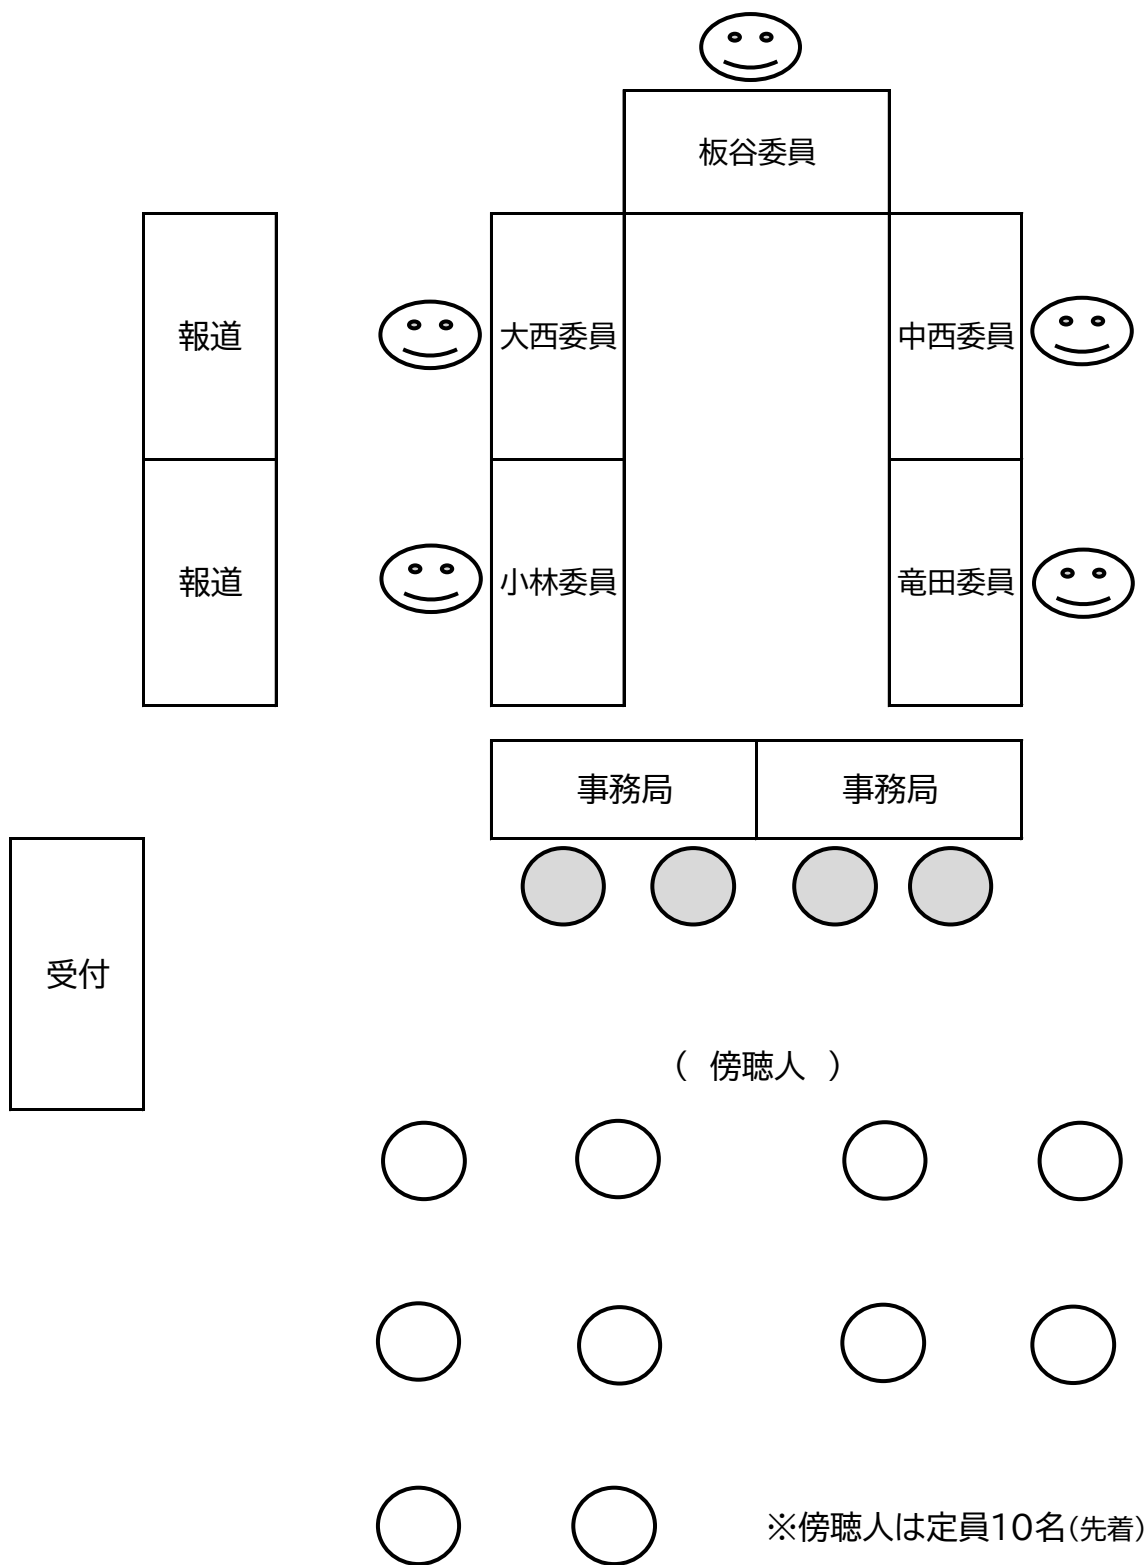 板谷委員
報道
大西委員
中西委員
報道
小林委員
竜田委員
事務局
事務局
受付
（ 傍聴人 ）
※傍聴人は定員10名(先着)